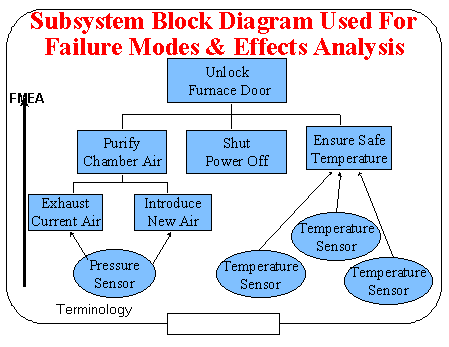 Subsystem Block Diagram Used For
Failure Modes & Effects Analysis
FMEA
Unlock
Furnace Door
Purify
Chamber Air
Shut
Power Off
Ensure Safe
Temperature
Exhaust
Current Air
Introduce
New Air
Pressure
Sensor
Temperature
Sensor
Temperature
Sensor
Temperature
Sensor
Terminology